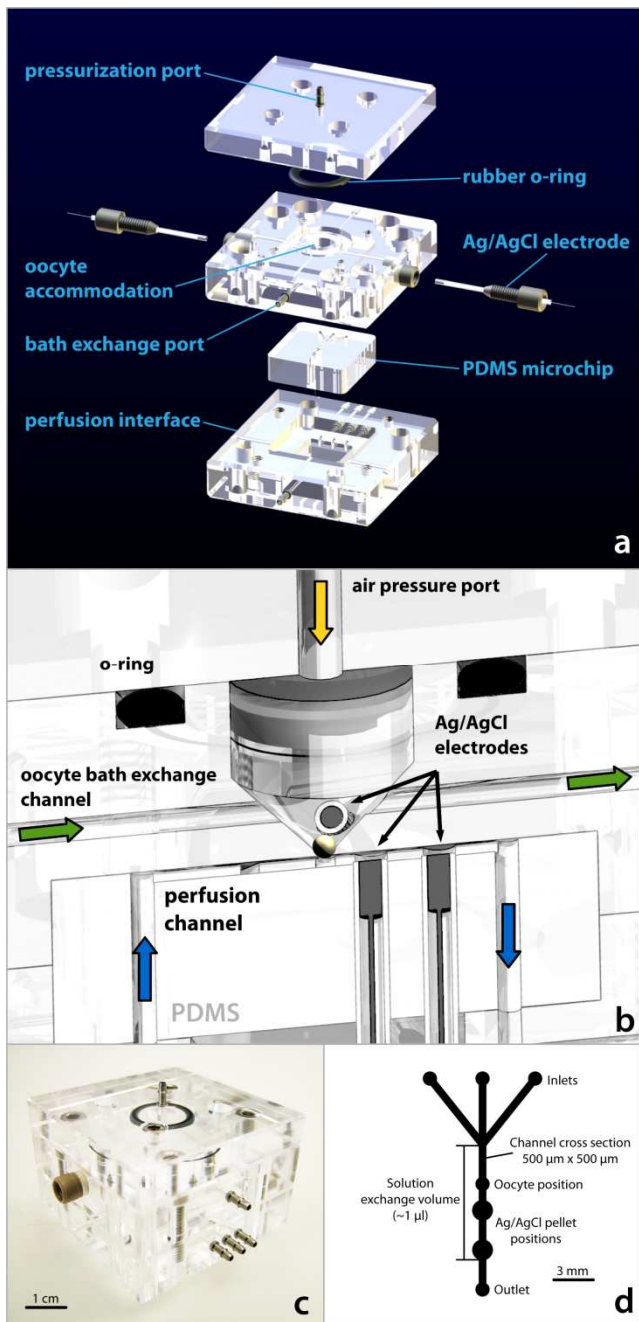 pressurization port
rubber o-ring
Ag/AgCl electrode
oocyte
accommodation
bath exchange port
PDMS microchip
perfusion interface
a
air pressure port
o-ring
Ag/AgCl
electrodes
oocyte bath exchange
channel
perfusion
channel
PDMS
b
1 cm
c
Inlets
Channel cross section
500 µm x 500 µm
Solution
exchange volume
(~1 µl)
Oocyte position
Ag/AgCl pellet
positions
Outlet
3 mm
d